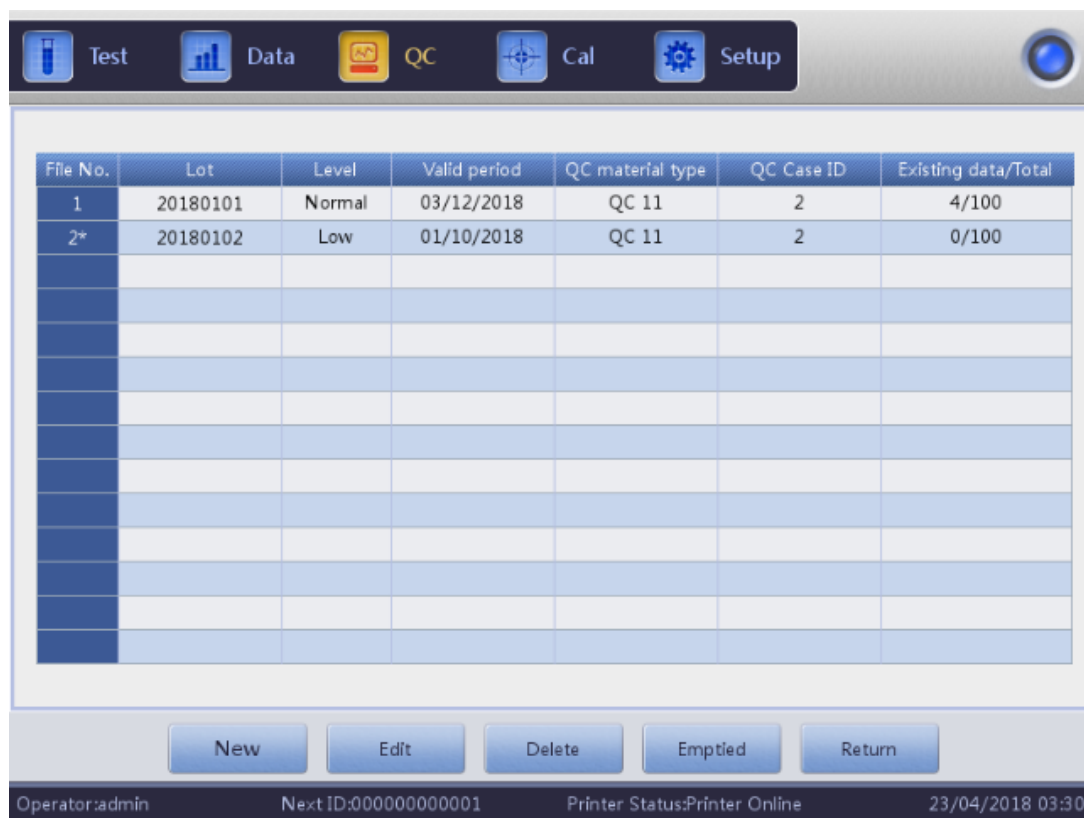 Test Data QC Cal Setup
File No. Lot Level Valid period QC material type QC Case ID Existing data/Total
1 20180101 Normal 03/12/2018 QC 11 2 4/100
2* 20180102 Low 01/10/2018 QC 11 2 0/100
New Edit Delete Emptied Return
Operator:admin Next ID:000000000001 Printer Status:Printer Online 23/04/2018 03:30